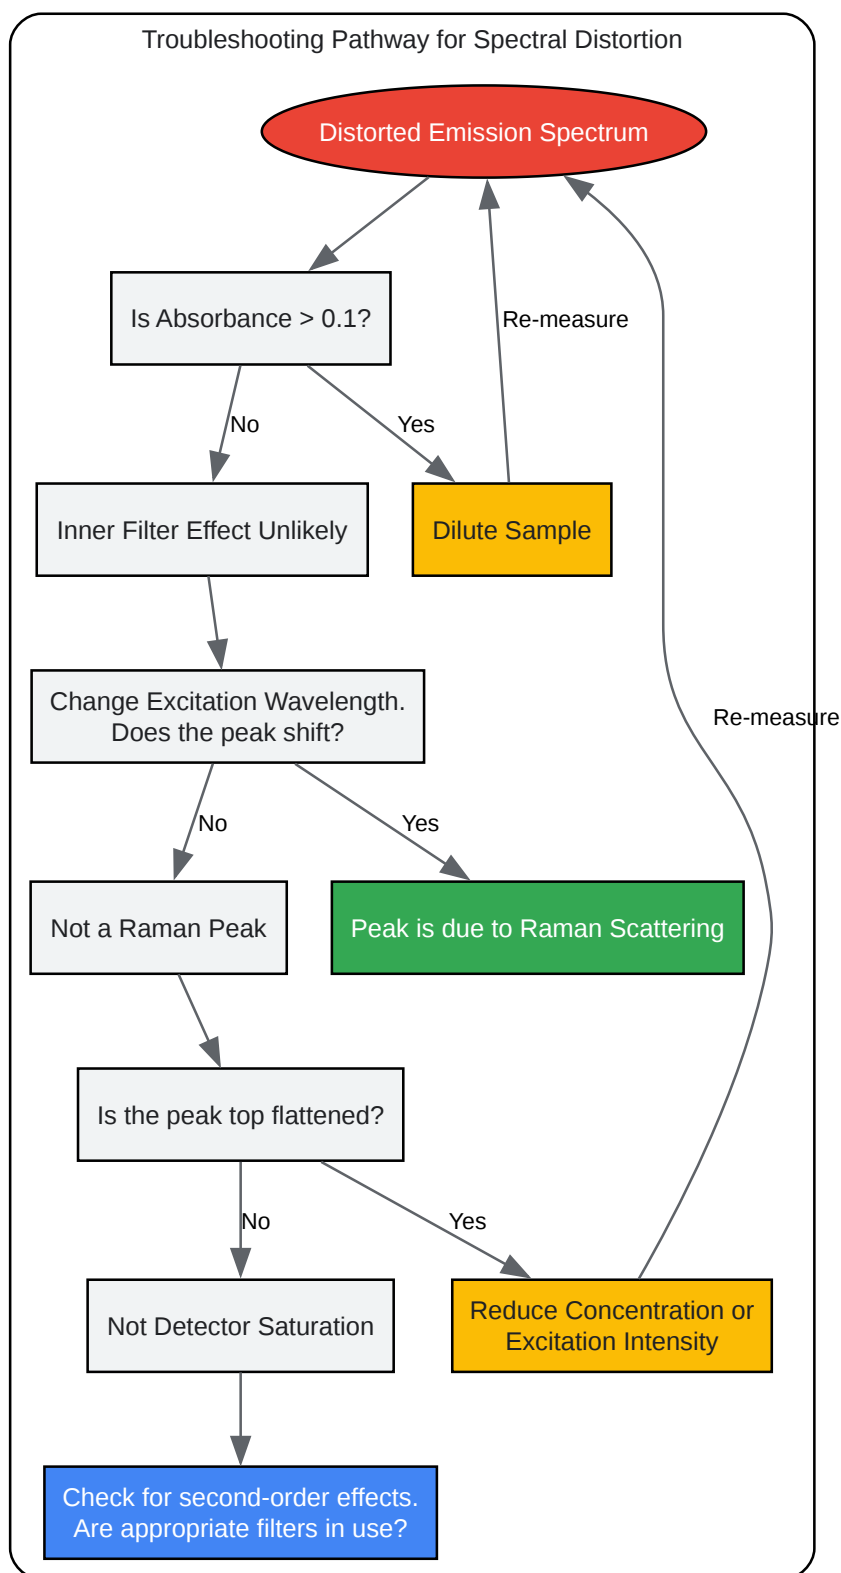 Troubleshooting Pathway for Spectral Distortion
Distorted Emission Spectrum
Is Absorbance > 0.1?
Re-measure
No
Yes
Inner Filter Effect Unlikely
Dilute Sample
Change Excitation Wavelength.
Does the peak shift?
Re-measure
No
Yes
Not a Raman Peak
Peak is due to Raman Scattering
Is the peak top flattened?
No
Yes
Not Detector Saturation
Reduce Concentration or
Excitation Intensity
Check for second-order effects.
Are appropriate filters in use?